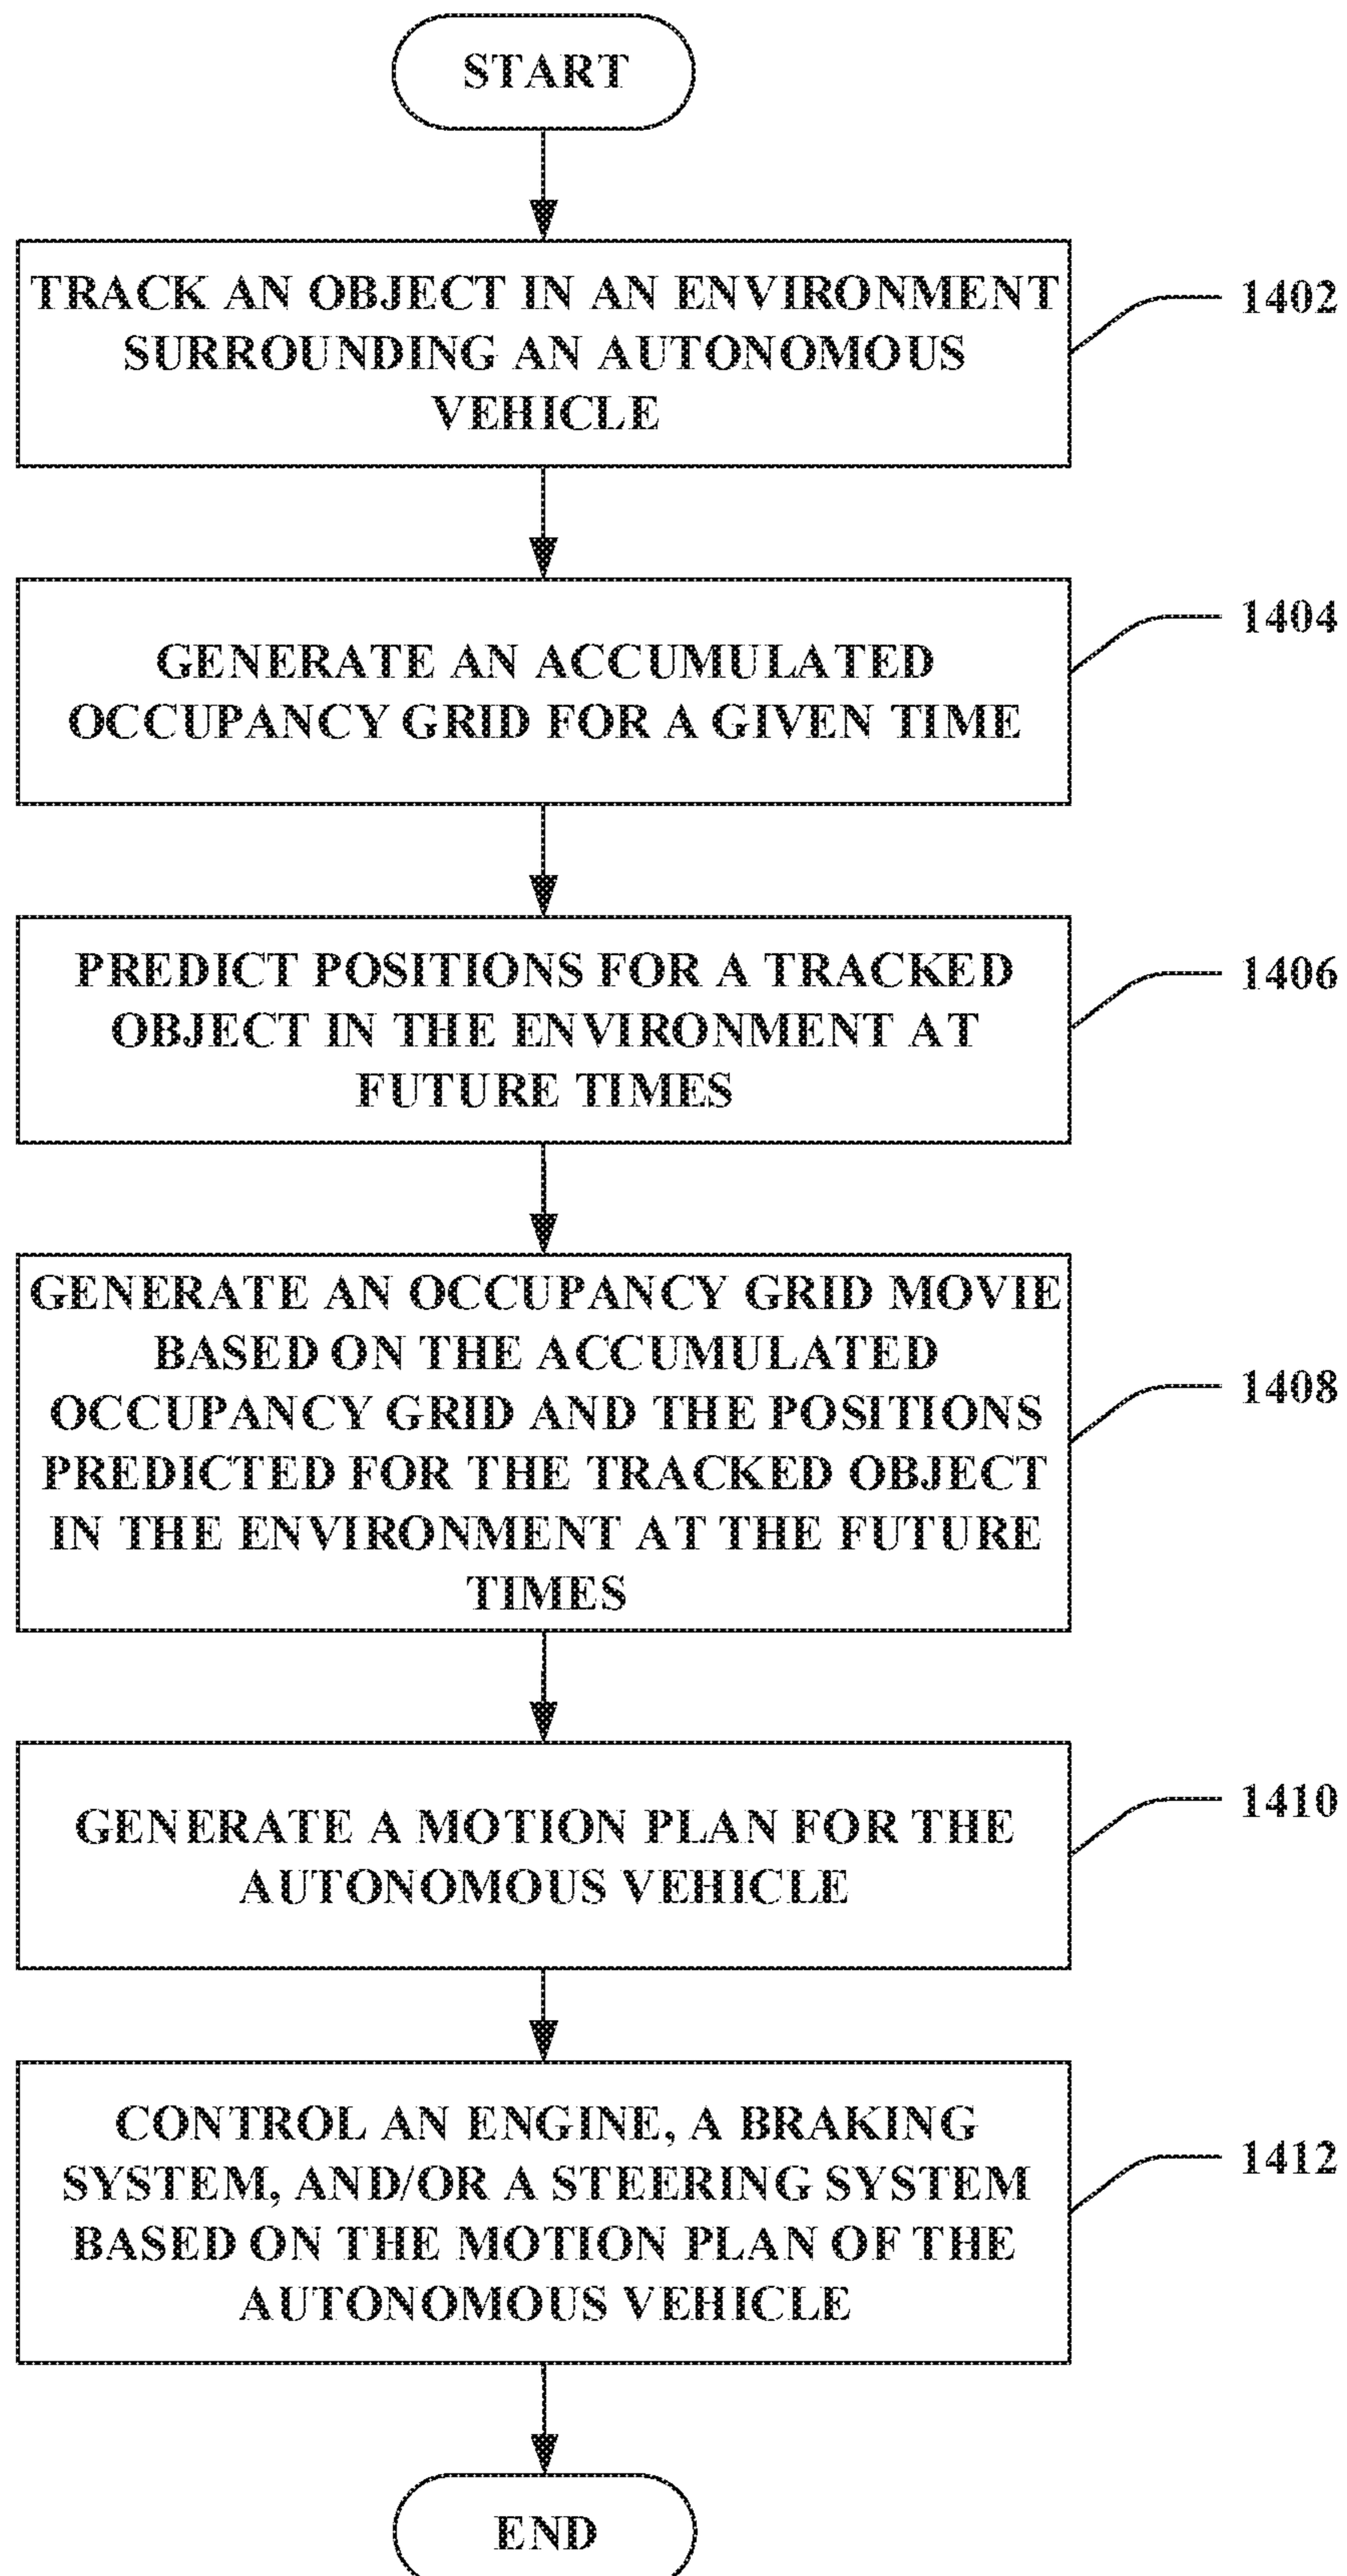 START
TRACK AN OBJECT IN AN ENVIRONMENT
SURROUNDING AN AUTONOMOUS
VEHICLE
1402
GENERATE AN ACCUMULATED
OCCUPANCY GRID FOR A GIVEN TIME
1404
PREDICT POSITIONS FOR A TRACKED
OBJECT IN THE ENVIRONMENT AT
FUTURE TIMES
1406
GENERATE AN OCCUPANCY GRID MOVIE
BASED ON THE ACCUMULATED
OCCUPANCY GRID AND THE POSITIONS
PREDICTED FOR THE TRACKED OBJECT
IN THE ENVIRONMENT AT THE FUTURE
TIMES
1408
GENERATE A MOTION PLAN FOR THE
AUTONOMOUS VEHICLE
1410
CONTROL AN ENGINE, A BRAKING
SYSTEM, AND/OR A STEERING SYSTEM
BASED ON THE MOTION PLAN OF THE
AUTONOMOUS VEHICLE
1412
END